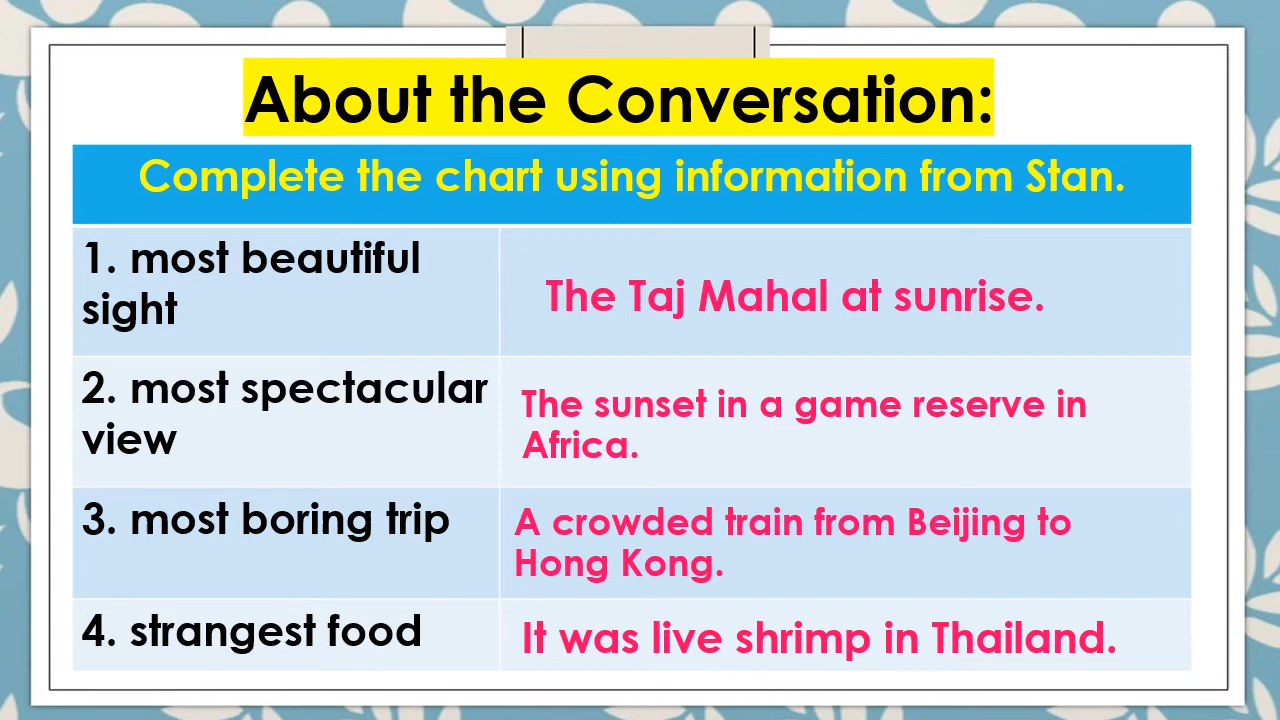 About the Conversation:
Complete the chart using information from Stan.
1. most beautiful
sight
The Taj Mahal at sunrise.
2. most spectacular
view
The sunset in a game reserve in
Africa.
3. most boring trip
A crowded train from Beijing to
Hong Kong.
4. strangest food
It was live shrimp in Thailand.